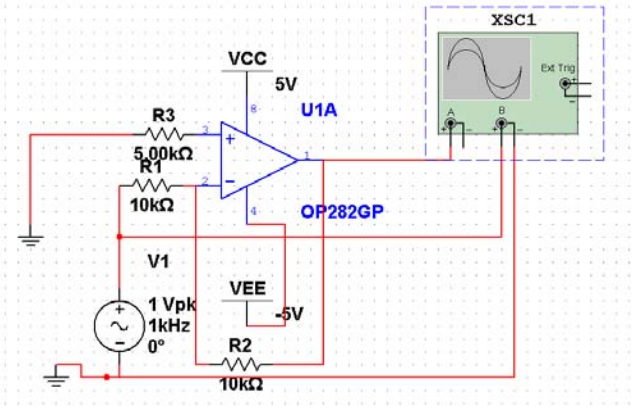 XSC1
Ext Trig
+
−
A
B
+ − + −
VCC
5V
8
U1A
R3
3
+
5.00kΩ
1
R1
2
−
10kΩ
4
OP282GP
V1
VEE
-5V
+
1 Vpk
1kHz
0°
−
R2
10kΩ